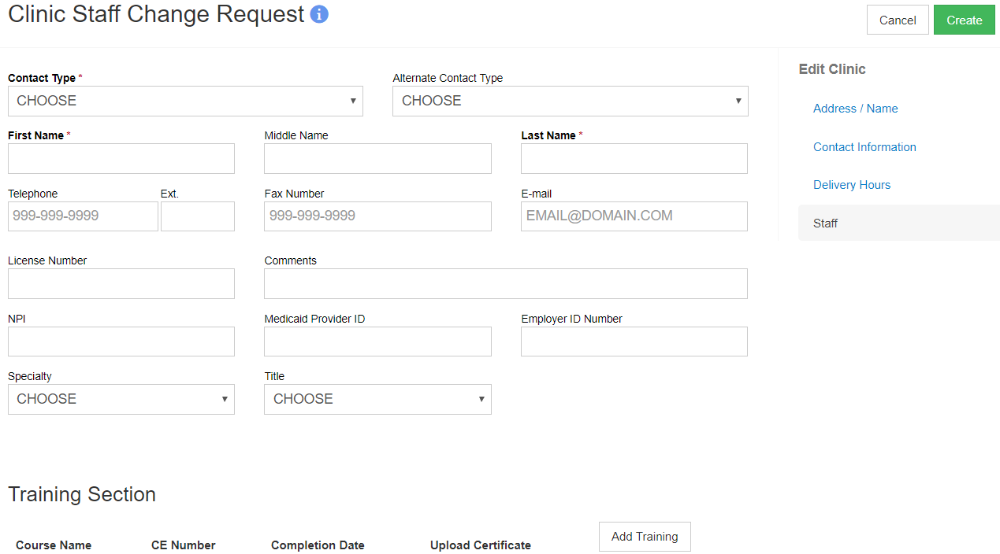 Clinic Staff Change Request i
Cancel Create
Contact Type * Alternate Contact Type
CHOOSE CHOOSE
First Name * Middle Name Last Name *
Telephone Ext. Fax Number E-mail
999-999-9999 999-999-9999 EMAIL@DOMAIN.COM
License Number Comments
NPI Medicaid Provider ID Employer ID Number
Specialty Title
CHOOSE CHOOSE
Edit Clinic
Address / Name
Contact Information
Delivery Hours
Staff
Training Section
Course Name CE Number Completion Date Upload Certificate Add Training